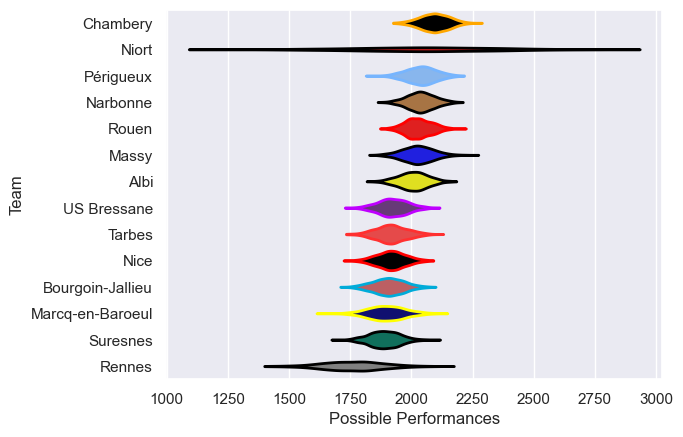 Chambery
Niort
Périgueux
Narbonne
Rouen
Massy
Albi
US Bressane
Tarbes
Nice
Bourgoin-Jallieu
Marcq-en-Baroeul
Suresnes
Rennes
Team
1000 1250 1500 1750 2000 2250 2500 2750 3000
Possible Performances